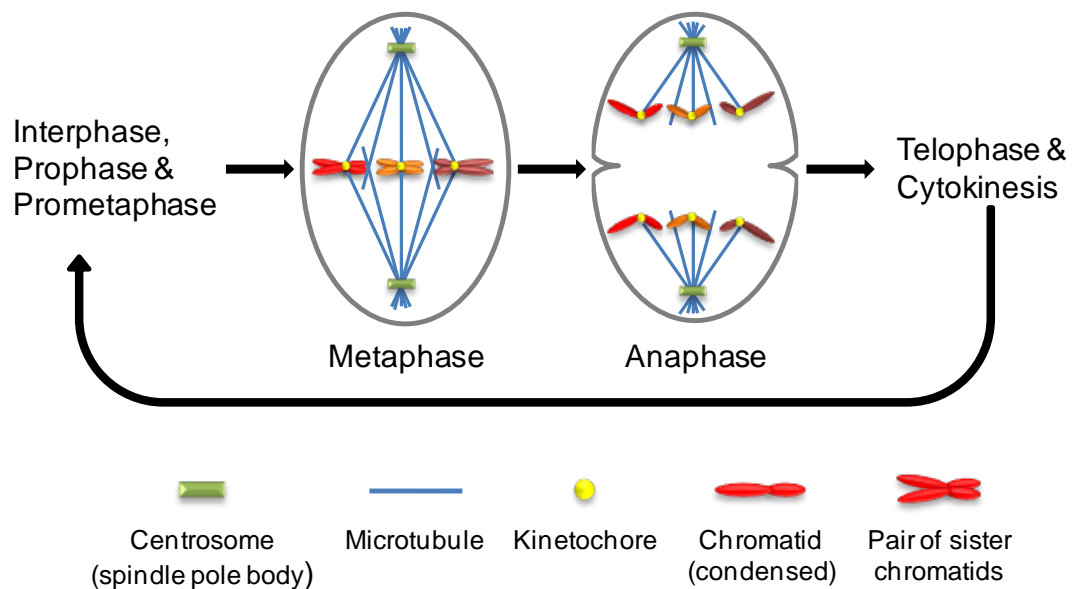 Interphase,
Prophase &
Prometaphase
Telophase &
Cytokinesis
Metaphase
Anaphase
Centrosome
(spindle pole body)
Microtubule
Kinetochore
Chromatid
(condensed)
Pair of sister
chromatids